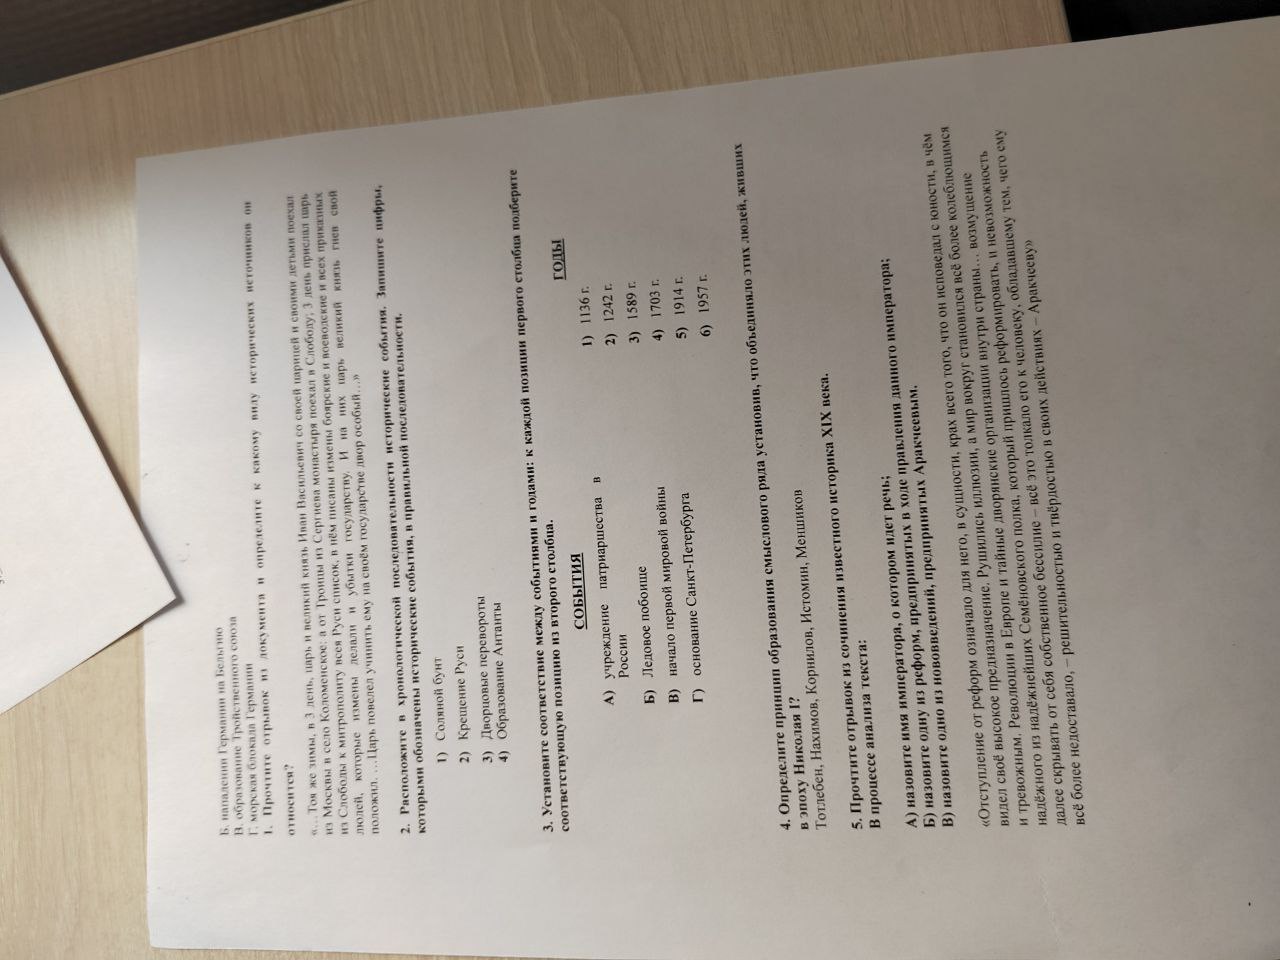 Б. нападении Германии на Бельгию
В. образование Тройственного союза
Г. морская блокада Германии
1. Прочтите отрывок из документа и определите к какому виду исторических источников он
относится?
«…Тоя же зимы, в 3 день, царь и великий князь Иван Васильевич со своей царицей и своими детьми поехал
из Москвы в село Коломенское, а от Троицы из Сергиева монастыря поехал в Слободу; 3 день прислал царь
из Слободы к митрополиту всея Руси список, в нём писаны измены боярские и воеводские и всех приказных
людей, которые измены делали и убытки государству. И на них царь великий князь гнев свой
положил. …Царь повелел учинить ему на своём государстве двор особый…»
2. Расположите в хронологической последовательности исторические события. Запишите цифры,
которыми обозначены исторические события, в правильной последовательности.
1) Соляной бунт
2) Крещение Руси
3) Дворцовые перевороты
4) Образование Антанты
3. Установите соответствие между событиями и годами: к каждой позиции первого столбца подберите
соответствующую позицию из второго столбца.
СОБЫТИЯ
А) учреждение патриаршества в
России
Б) Ледовое побоище
В) начало первой мировой войны
Г) основание Санкт-Петербурга
ГОДЫ
1) 1136 г.
2) 1242 г.
3) 1589 г.
4) 1703 г.
5) 1914 г.
6) 1957 г.
4. Определите принцип образования смыслового ряда установив, что объединяло этих людей, живших
в эпоху Николая I?
Тотлебен, Нахимов, Корнилов, Истомин, Меншиков
5. Прочтите отрывок из сочинения известного историка XIX века.
В процессе анализа текста:
А) назовите имя императора, о котором идет речь;
Б) назовите одну из реформ, предпринятых в ходе правления данного императора;
В) назовите одно из нововведений, предпринятых Аракчеевым.
«Отступление от реформ означало для него, в сущности, крах всего того, что он исповедал с юности, в чём
видел своё высокое предназначение. Рушились иллюзии, а мир вокруг становился всё более колеблющимся
и тревожным. Революции в Европе и тайные дворянские организации внутри страны… возмущение
надёжного из надёжнейших Семёновского полка, который пришлось реформировать, и невозможность
далее скрывать от себя собственное бессилие – всё это толкало его к человеку, обладавшему тем, чего ему
всё более недоставало, – решительностью и твёрдостью в своих действиях – Аракчееву»